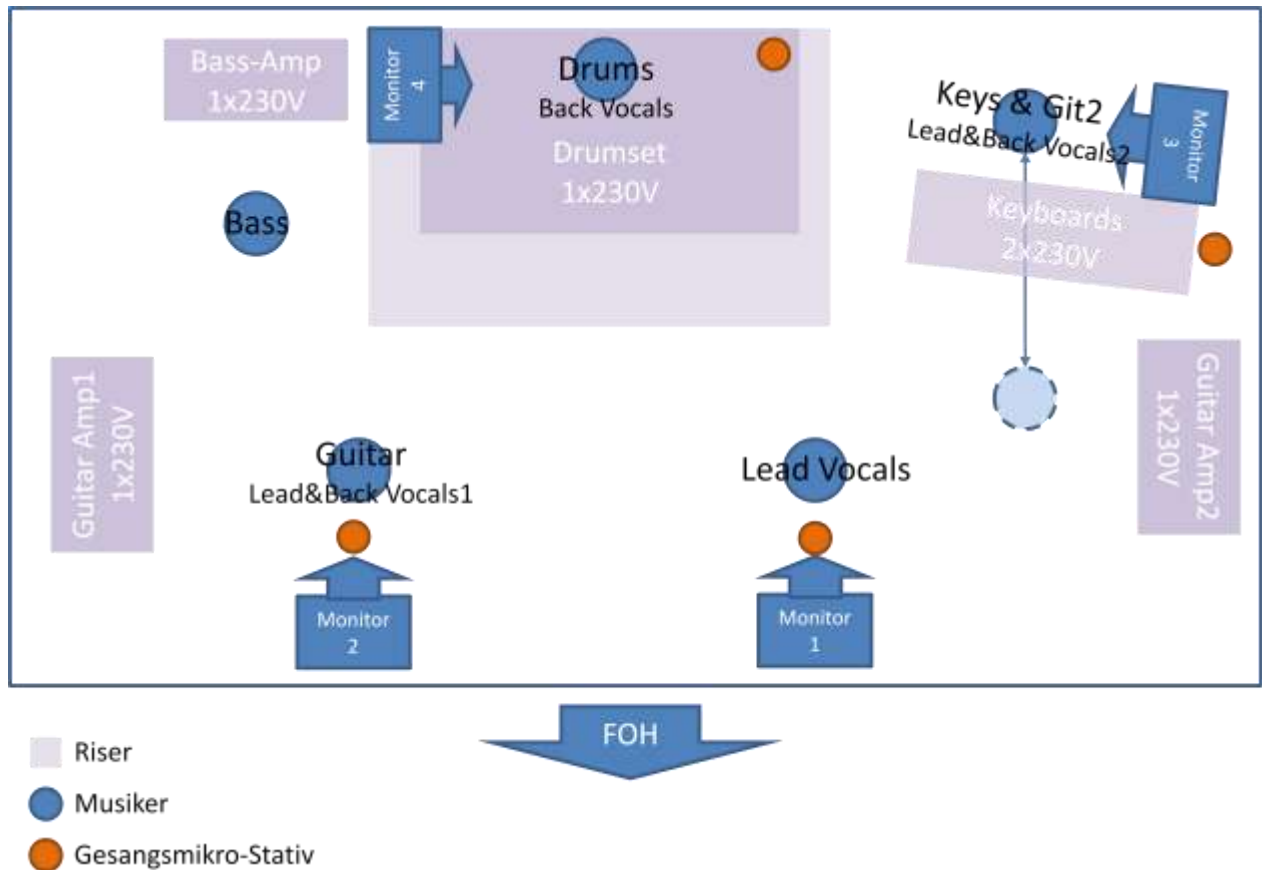 Bass-Amp
1x230V
Monitor
4
Drums
Back Vocals
Drumset
1x230V
Keys & Git2
Lead&Back Vocals2
Monitor
3
Keyboards
2x230V
Bass
Guitar Amp1
1x230V
Guitar
Lead&Back Vocals1
Lead Vocals
Guitar Amp2
1x230V
Monitor
2
Monitor
1
FOH
Riser
Musiker
Gesangsmikro-Stativ